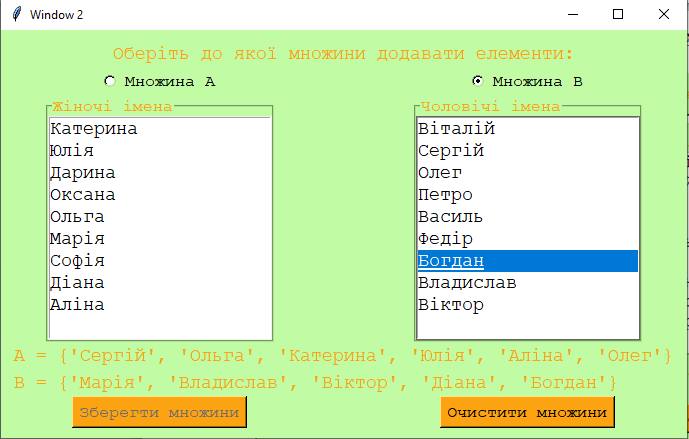 Window 2
Оберіть до якої множини додавати елементи:
Множина A
Множина B
Жіночі імена
Чоловічі імена
Катерина
Юлія
Дарина
Оксана
Ольга
Марія
Софія
Діана
Аліна
Віталій
Сергій
Олег
Петро
Василь
Федір
Богдан
Владислав
Віктор
A = {'Сергій', 'Ольга', 'Катерина', 'Юлія', 'Аліна', 'Олег'}
B = {'Марія', 'Владислав', 'Віктор', 'Діана', 'Богдан'}
Зберегти множини
Очистити множини